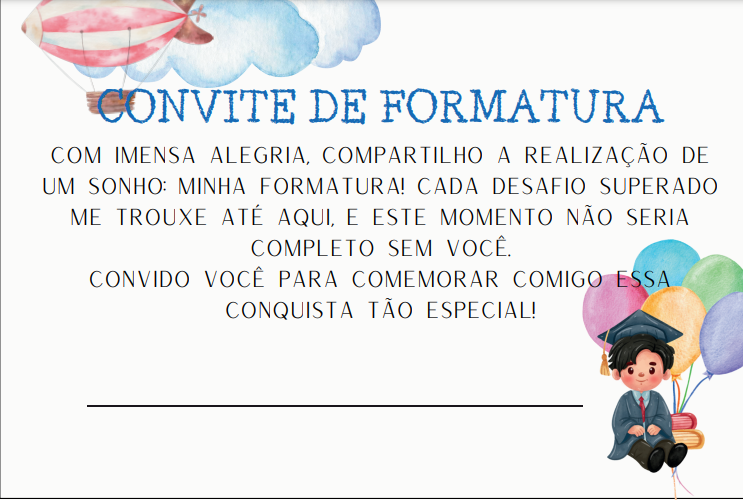 CONVITE DE FORMATURA
COM IMENSA ALEGRIA, COMPARTILHO A REALIZAÇÃO DE
UM SONHO: MINHA FORMATURA! CADA DESAFIO SUPERADO
ME TROUXE ATÉ AQUI, E ESTE MOMENTO NÃO SERIA
COMPLETO SEM VOCÊ.
CONVIDO VOCÊ PARA COMEMORAR COMIGO ESSA
CONQUISTA TÃO ESPECIAL!